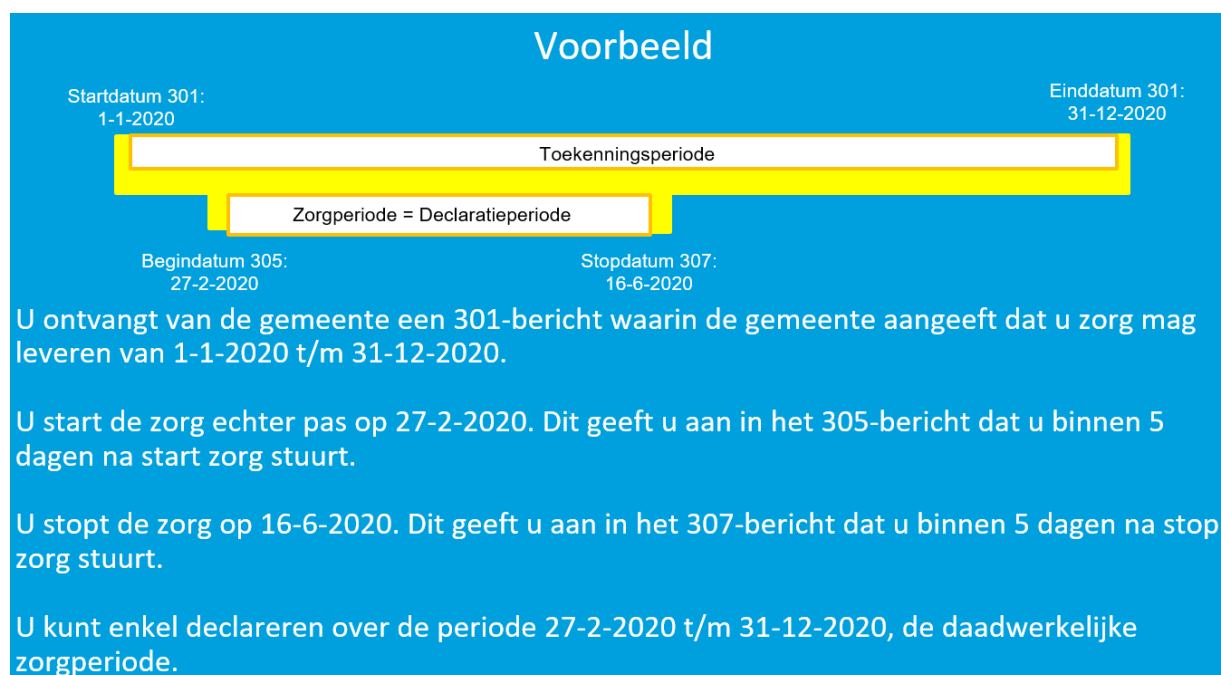 Voorbeeld
Startdatum 301:
1-1-2020
Einddatum 301:
31-12-2020
Toekenningsperiode
Zorgperiode = Declaratieperiode
Begindatum 305:
27-2-2020
Stopdatum 307:
16-6-2020
U ontvangt van de gemeente een 301-bericht waarin de gemeente aangeeft dat u zorg mag
leveren van 1-1-2020 t/m 31-12-2020.
U start de zorg echter pas op 27-2-2020. Dit geeft u aan in het 305-bericht dat u binnen 5
dagen na start zorg stuurt.
U stopt de zorg op 16-6-2020. Dit geeft u aan in het 307-bericht dat u binnen 5 dagen na stop
zorg stuurt.
U kunt enkel declareren over de periode 27-2-2020 t/m 31-12-2020, de daadwerkelijke
zorgperiode.